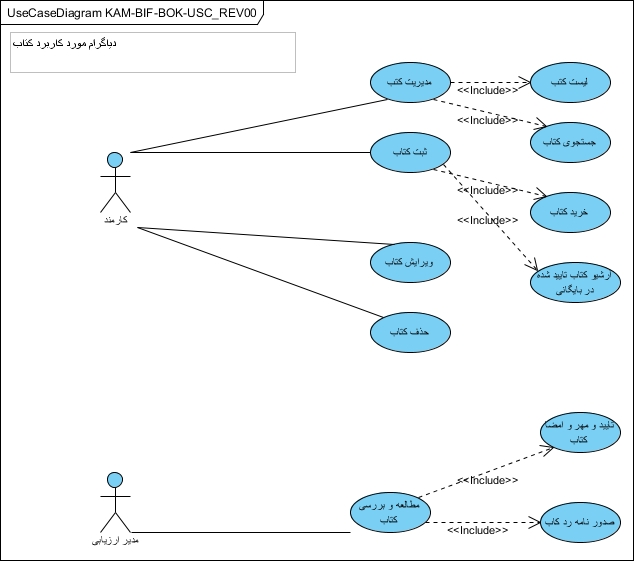 UseCaseDiagram KAM-BIF-BOK-USC_REV00
دیاگرام مورد کاربرد کتاب
مدیریت کتب
<<Include>>
لیست کتب
<<Include>>
جستجوی کتاب
ثبت کتاب
<<Include>>
خرید کتاب
<<Include>>
کارمند
ویرایش کتاب
ارشیو کتاب تایید شده
در بایگانی
حذف کتاب
تایید و مهر و امضا
کتاب
<<Include>>
مطالعه و بررسی
کتاب
<<Include>>
صدور نامه رد کاب
مدیر ارزیابی